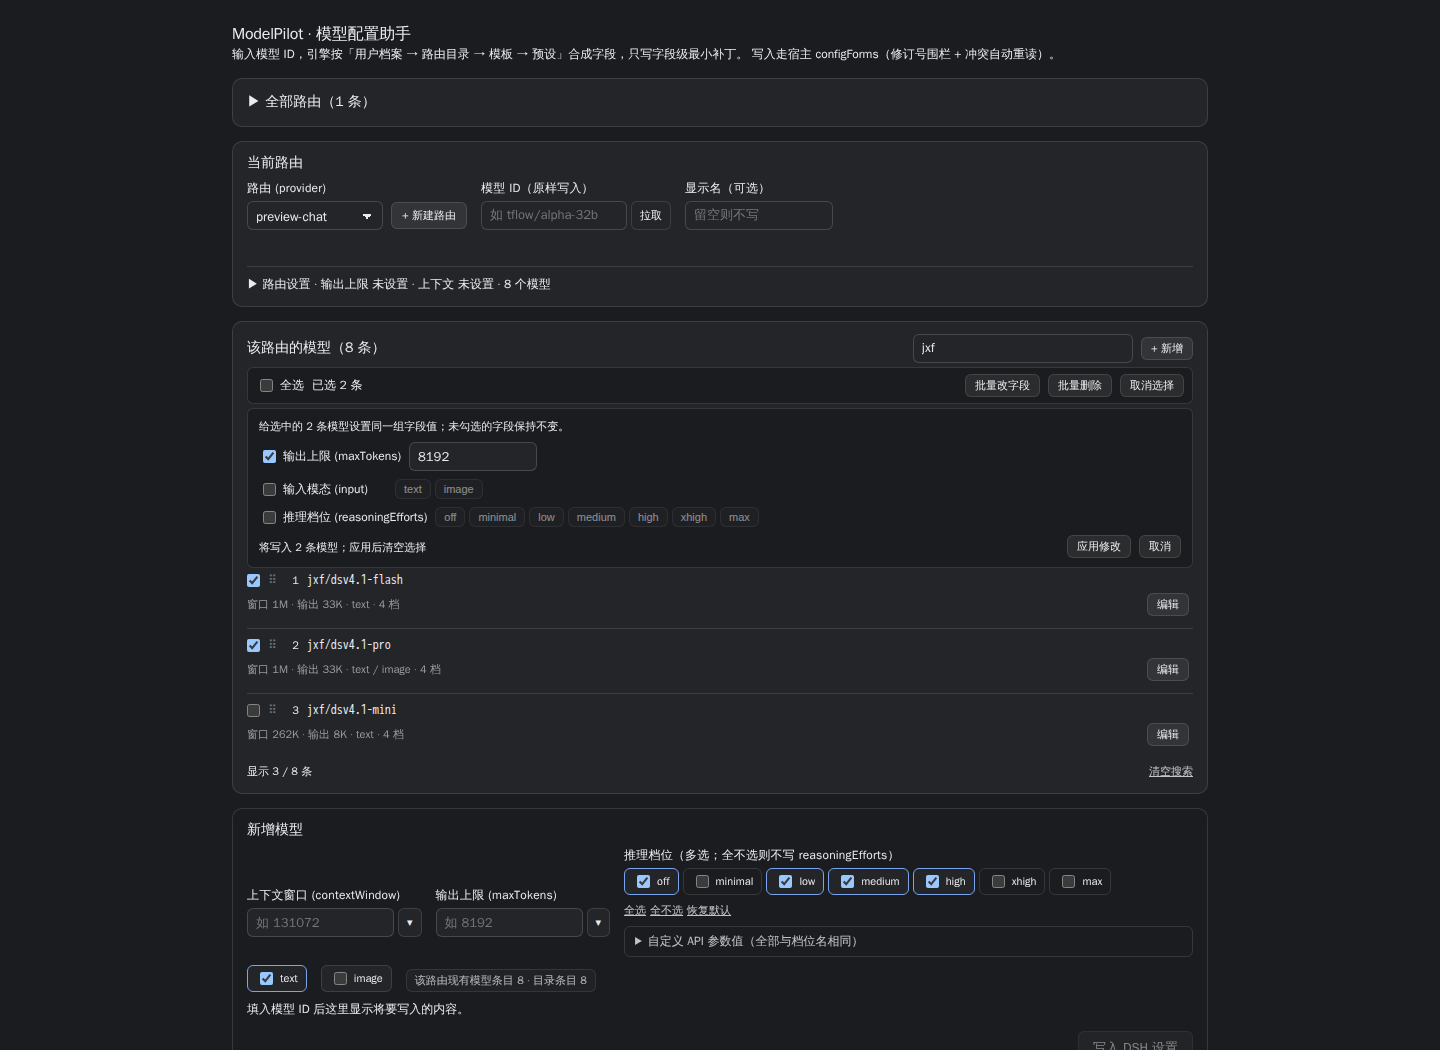 ModelPilot · 模型配置助手
输入模型 ID，引擎按「用户档案 → 路由目录 → 模板 → 预设」合成字段，只写字段级最小补丁。 写入走宿主 configForms（修订号围栏 + 冲突自动重读）。
▶ 全部路由（1 条）
当前路由
路由 (provider) 模型 ID（原样写入） 显示名（可选）
preview-chat + 新建路由 如 tflow/alpha-32b 拉取 留空则不写
▶ 路由设置 · 输出上限 未设置 · 上下文 未设置 · 8 个模型
该路由的模型（8 条） jxf + 新增
全选 已选 2 条 批量改字段 批量删除 取消选择
给选中的 2 条模型设置同一组字段值；未勾选的字段保持不变。
输出上限 (maxTokens) 8192
输入模态 (input) text image
推理档位 (reasoningEfforts) off minimal low medium high xhigh max
将写入 2 条模型；应用后清空选择 应用修改 取消
1 jxf/dsv4.1-flash
窗口 1M · 输出 33K · text · 4 档 编辑
2 jxf/dsv4.1-pro
窗口 1M · 输出 33K · text / image · 4 档 编辑
3 jxf/dsv4.1-mini
窗口 262K · 输出 8K · text · 4 档 编辑
显示 3 / 8 条 清空搜索
新增模型
推理档位（多选；全不选则不写 reasoningEfforts）
off minimal low medium high xhigh max
上下文窗口 (contextWindow) 输出上限 (maxTokens)
如 131072 ▼ 如 8192 ▼
全选 全不选 恢复默认
▶ 自定义 API 参数值（全部与档位名相同）
text image 该路由现有模型条目 8 · 目录条目 8
填入模型 ID 后这里显示将要写入的内容。
写入 DSH 设置